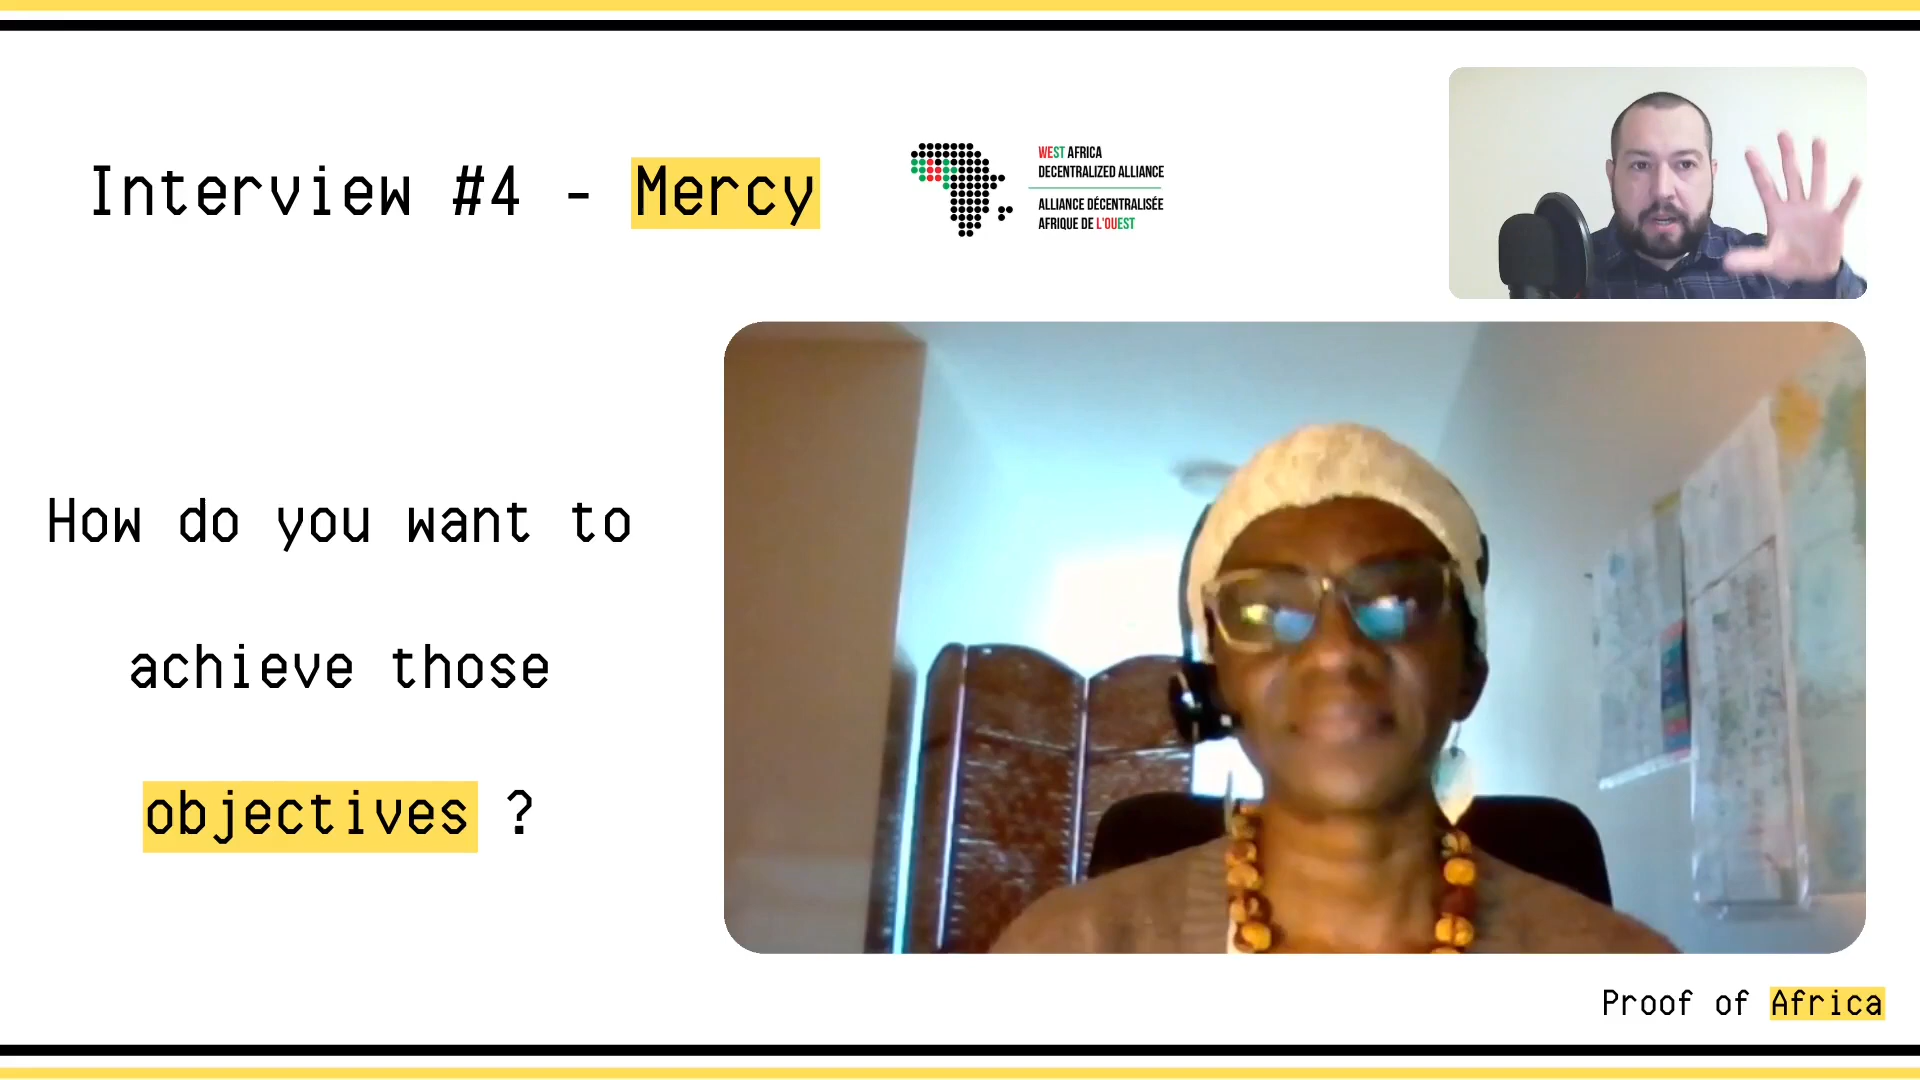 Interview #4 - Mercy
WEST AFRICA
DECENTRALIZED ALLIANCE
ALLIANCE DÉCENTRALISÉE
AFRIQUE DE L'OUEST
How do you want to
achieve those
objectives ?
Proof of Africa